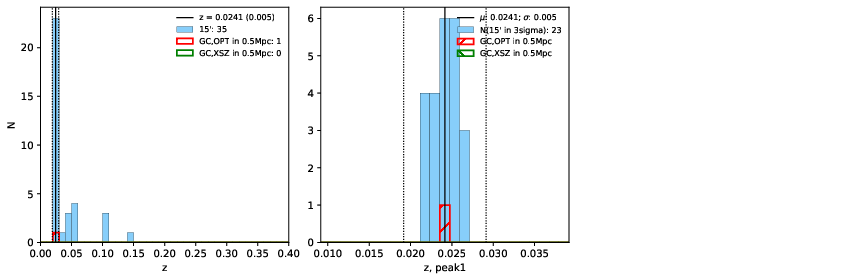 z = 0.0241 (0.005)
15': 35
GC,OPT in 0.5Mpc: 1
GC,XSZ in 0.5Mpc: 0
N
20
15
10
5
0
0.00 0.05 0.10 0.15 0.20 0.25 0.30 0.35 0.40
z
μ: 0.0241; σ: 0.005
N(15' in 3sigma): 23
GC,OPT in 0.5Mpc
GC,XSZ in 0.5Mpc
6
5
4
3
2
1
0
0.010 0.015 0.020 0.025 0.030 0.035
z, peak1